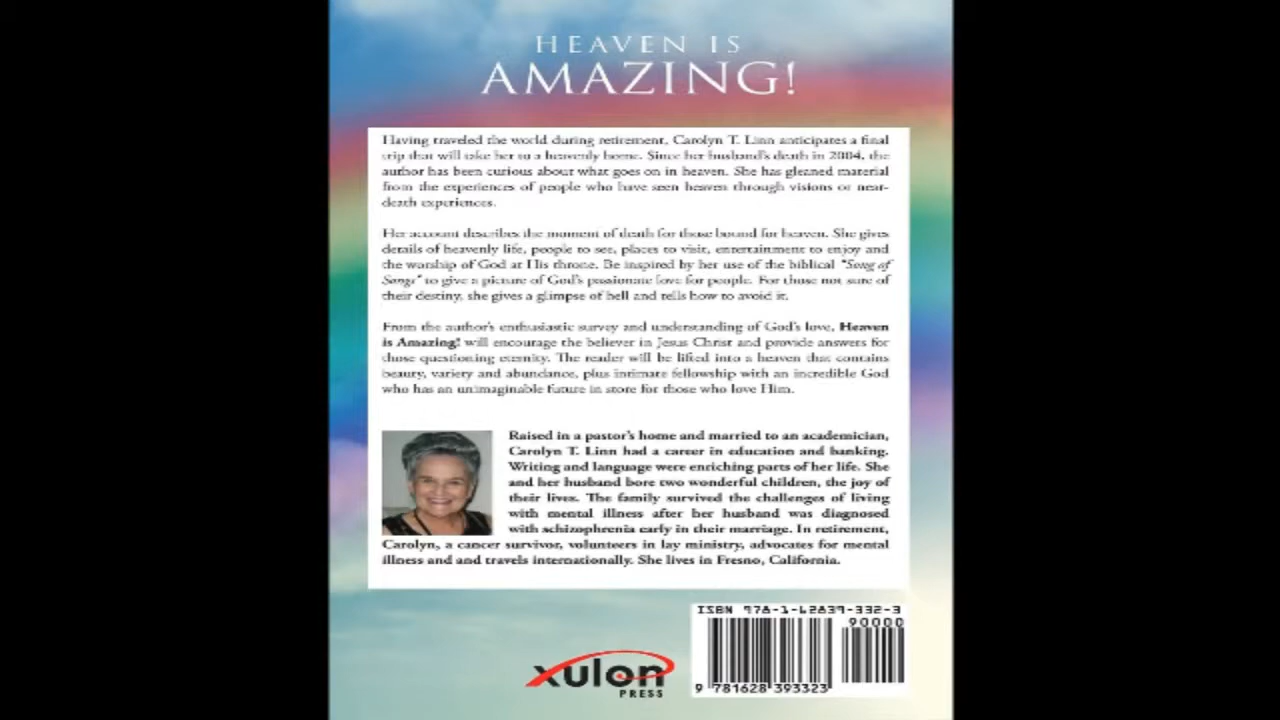 HEAVEN IS
AMAZING!
Having traveled the world during retirement, Carolyn T. Linn anticipates a final
trip that will take her to a heavenly home. Since her husband's death in 2004, the
author has been curious about what goes on in heaven. She has gleaned material
from the experiences of people who have seen heaven through visions or near-
death experiences.
Her account describes the moment of death for those bound for heaven. She gives
details of heavenly life, people to see, places to visit, entertainment to enjoy and
the worship of God at His throne. Be inspired by her use of the biblical "Song of
Songs" to give a picture of God's passionate love for people. For those not sure of
their destiny, she gives a glimpse of hell and tells how to avoid it.
From the author's enthusiastic survey and understanding of God's love, Heaven
is Amazing! will encourage the believer in Jesus Christ and provide answers for
those questioning eternity. The reader will be lifted into a heaven that contains
beauty, variety and abundance, plus intimate fellowship with an incredible God
who has an unimaginable future in store for those who love Him.
Raised in a pastor's home and married to an academician,
Carolyn T. Linn had a career in education and banking.
Writing and language were enriching parts of her life. She
and her husband bore two wonderful children, the joy of
their lives. The family survived the challenges of living
with mental illness after her husband was diagnosed
with schizophrenia early in their marriage. In retirement,
Carolyn, a cancer survivor, volunteers in lay ministry, advocates for mental
illness and and travels internationally. She lives in Fresno, California.
ISBN 978-1-62839-332-3
90000
9 781628 393323
xulon
PRESS